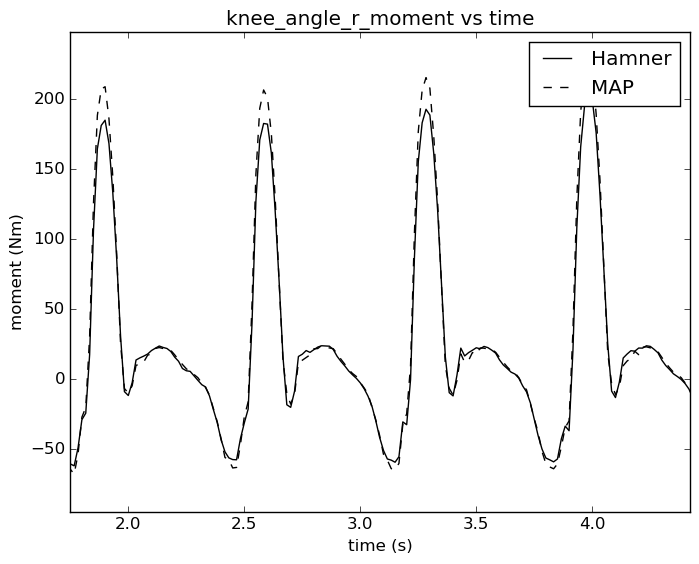 knee_angle_r_moment vs time
Hamner
MAP
200
150
100
50
0
−50
moment (Nm)
2.0 2.5 3.0 3.5 4.0
time (s)